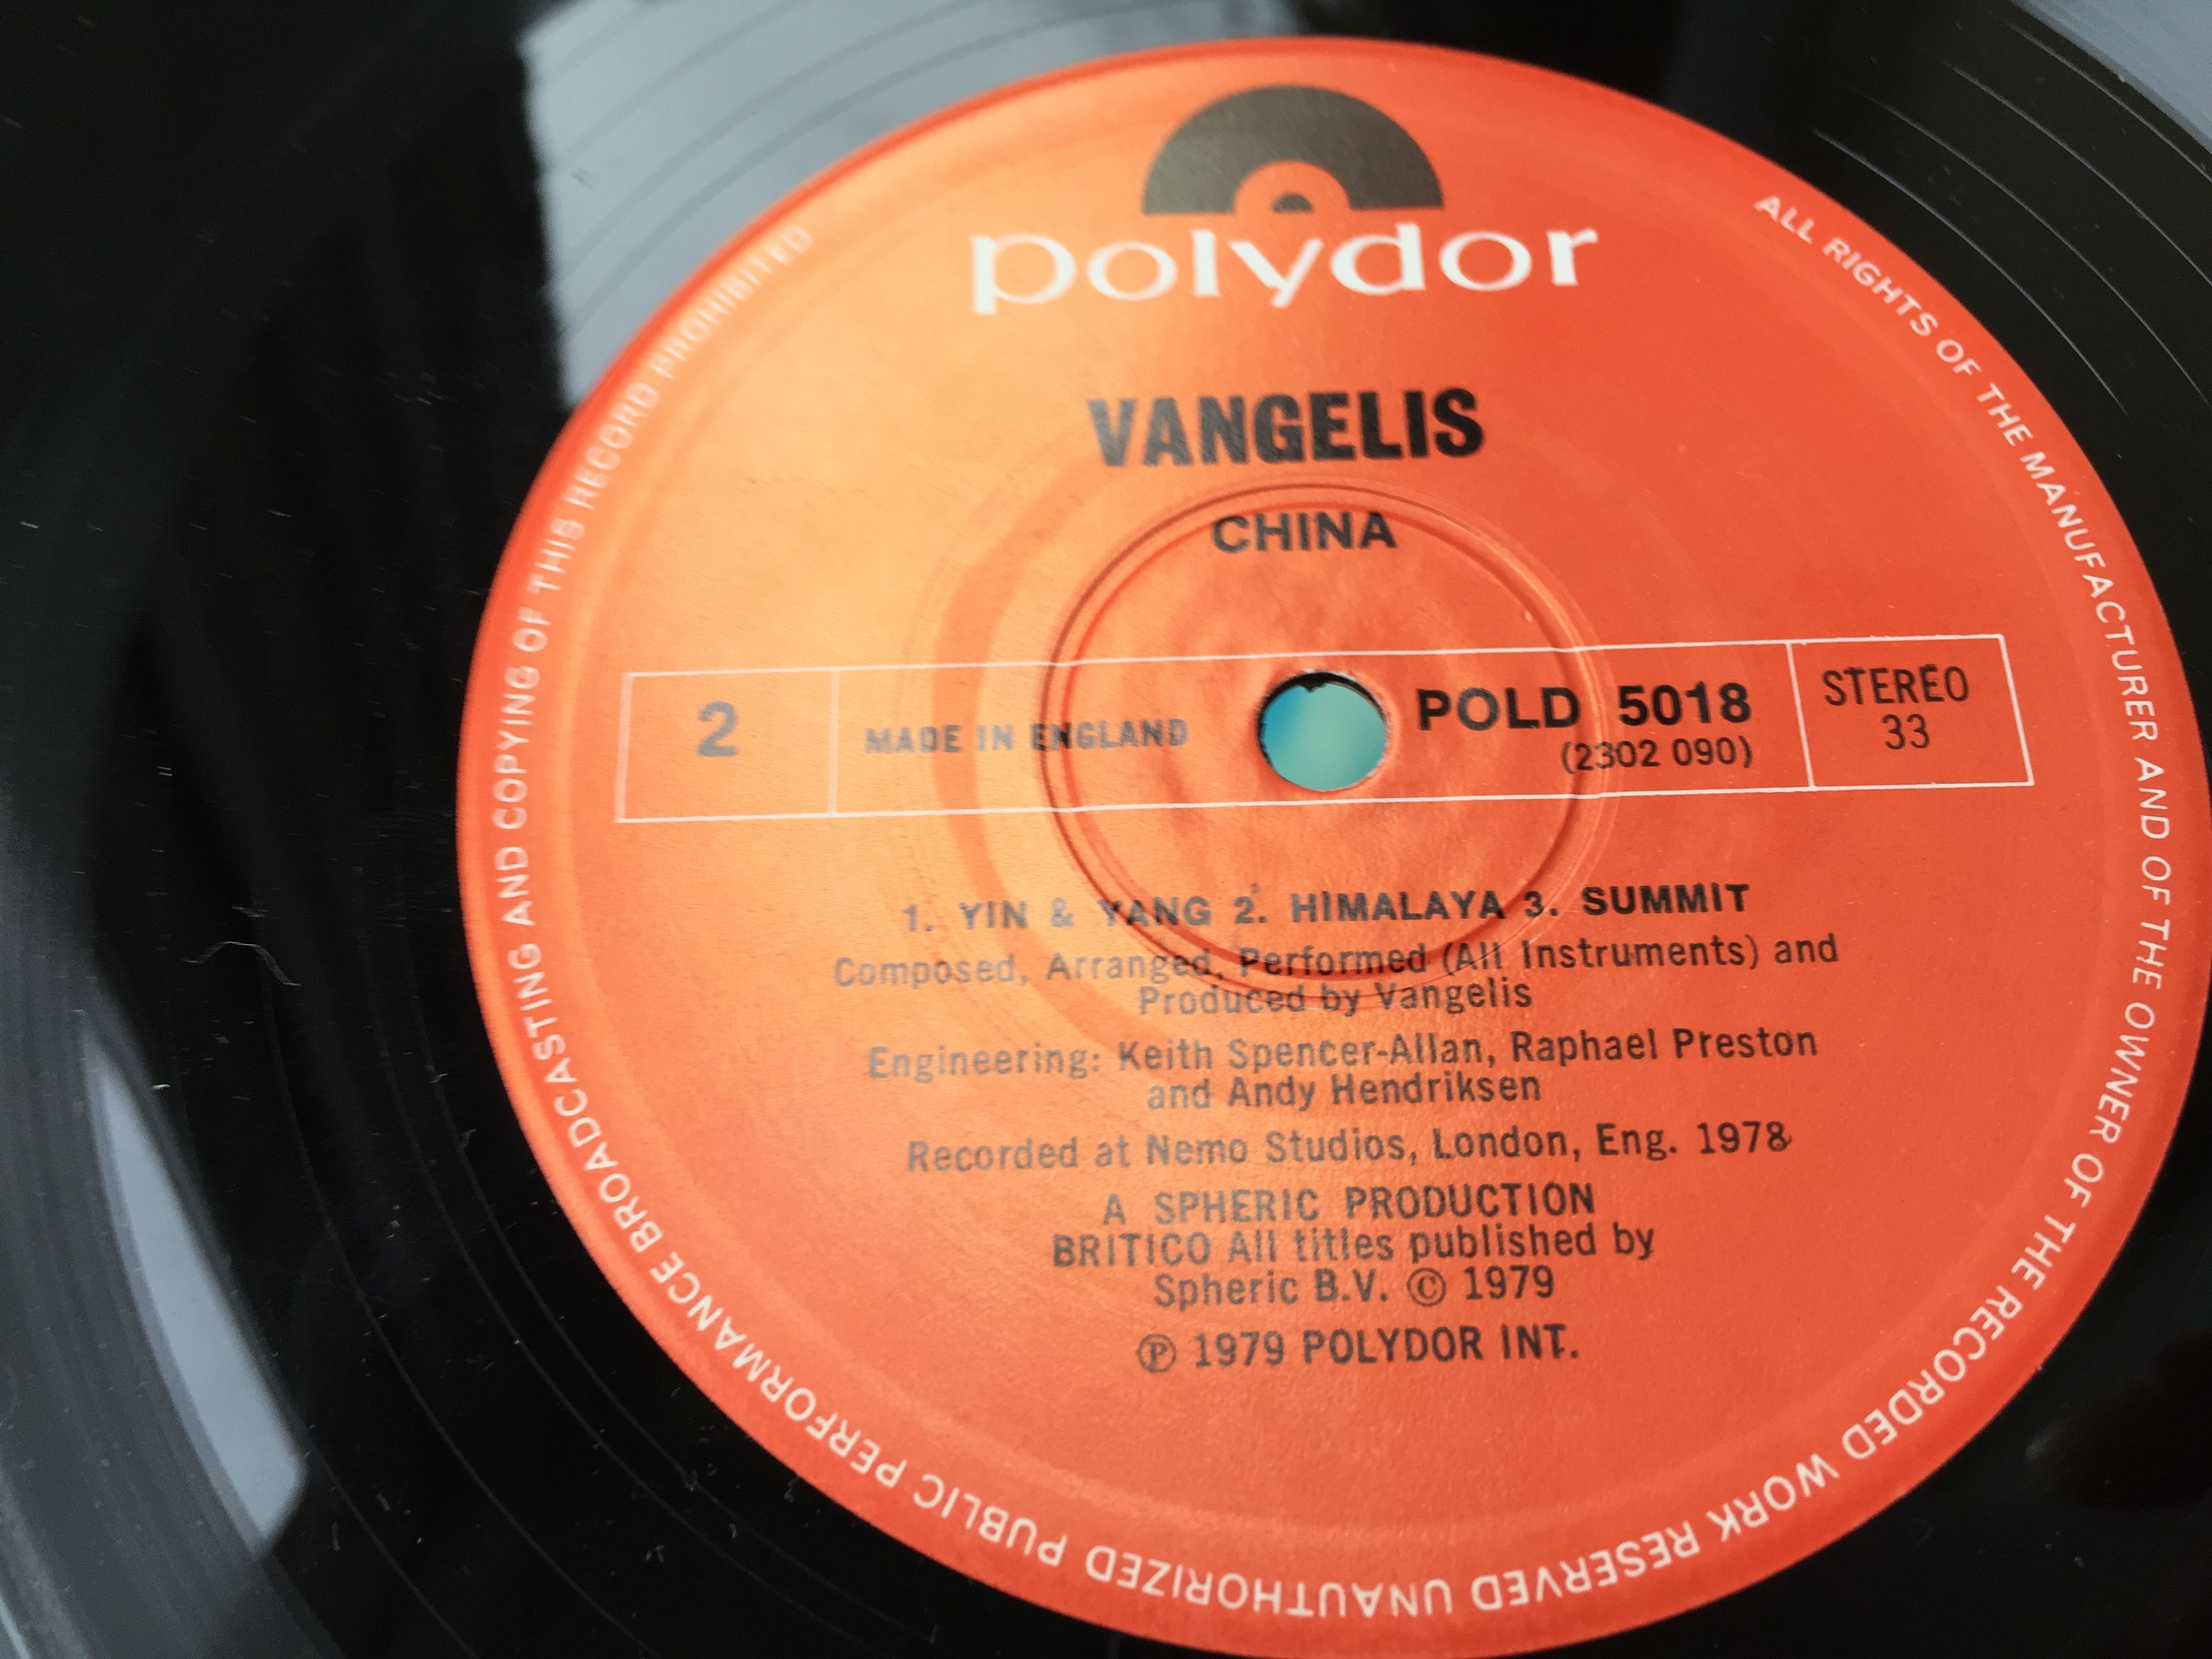 polydor
VANGELIS
CHINA
2
MADE IN ENGLAND
POLD 5018
(2302 090)
STEREO
33
1. YIN & YANG 2. HIMALAYA 3. SUMMIT
Composed, Arranged, Performed (All Instruments) and
Produced by Vangelis
Engineering: Keith Spencer-Allan, Raphael Preston
and Andy Hendriksen
Recorded at Nemo Studios, London, Eng. 1978
A SPHERIC PRODUCTION
BRITICO All titles published by
Spheric B.V. © 1979
℗ 1979 POLYDOR INT.
ALL RIGHTS OF THE MANUFACTURER AND OF THE OWNER OF THE RECORDED WORK RESERVED UNAUTHORIZED PUBLIC PERFORMANCE BROADCASTING AND COPYING OF THIS RECORD PROHIBITED